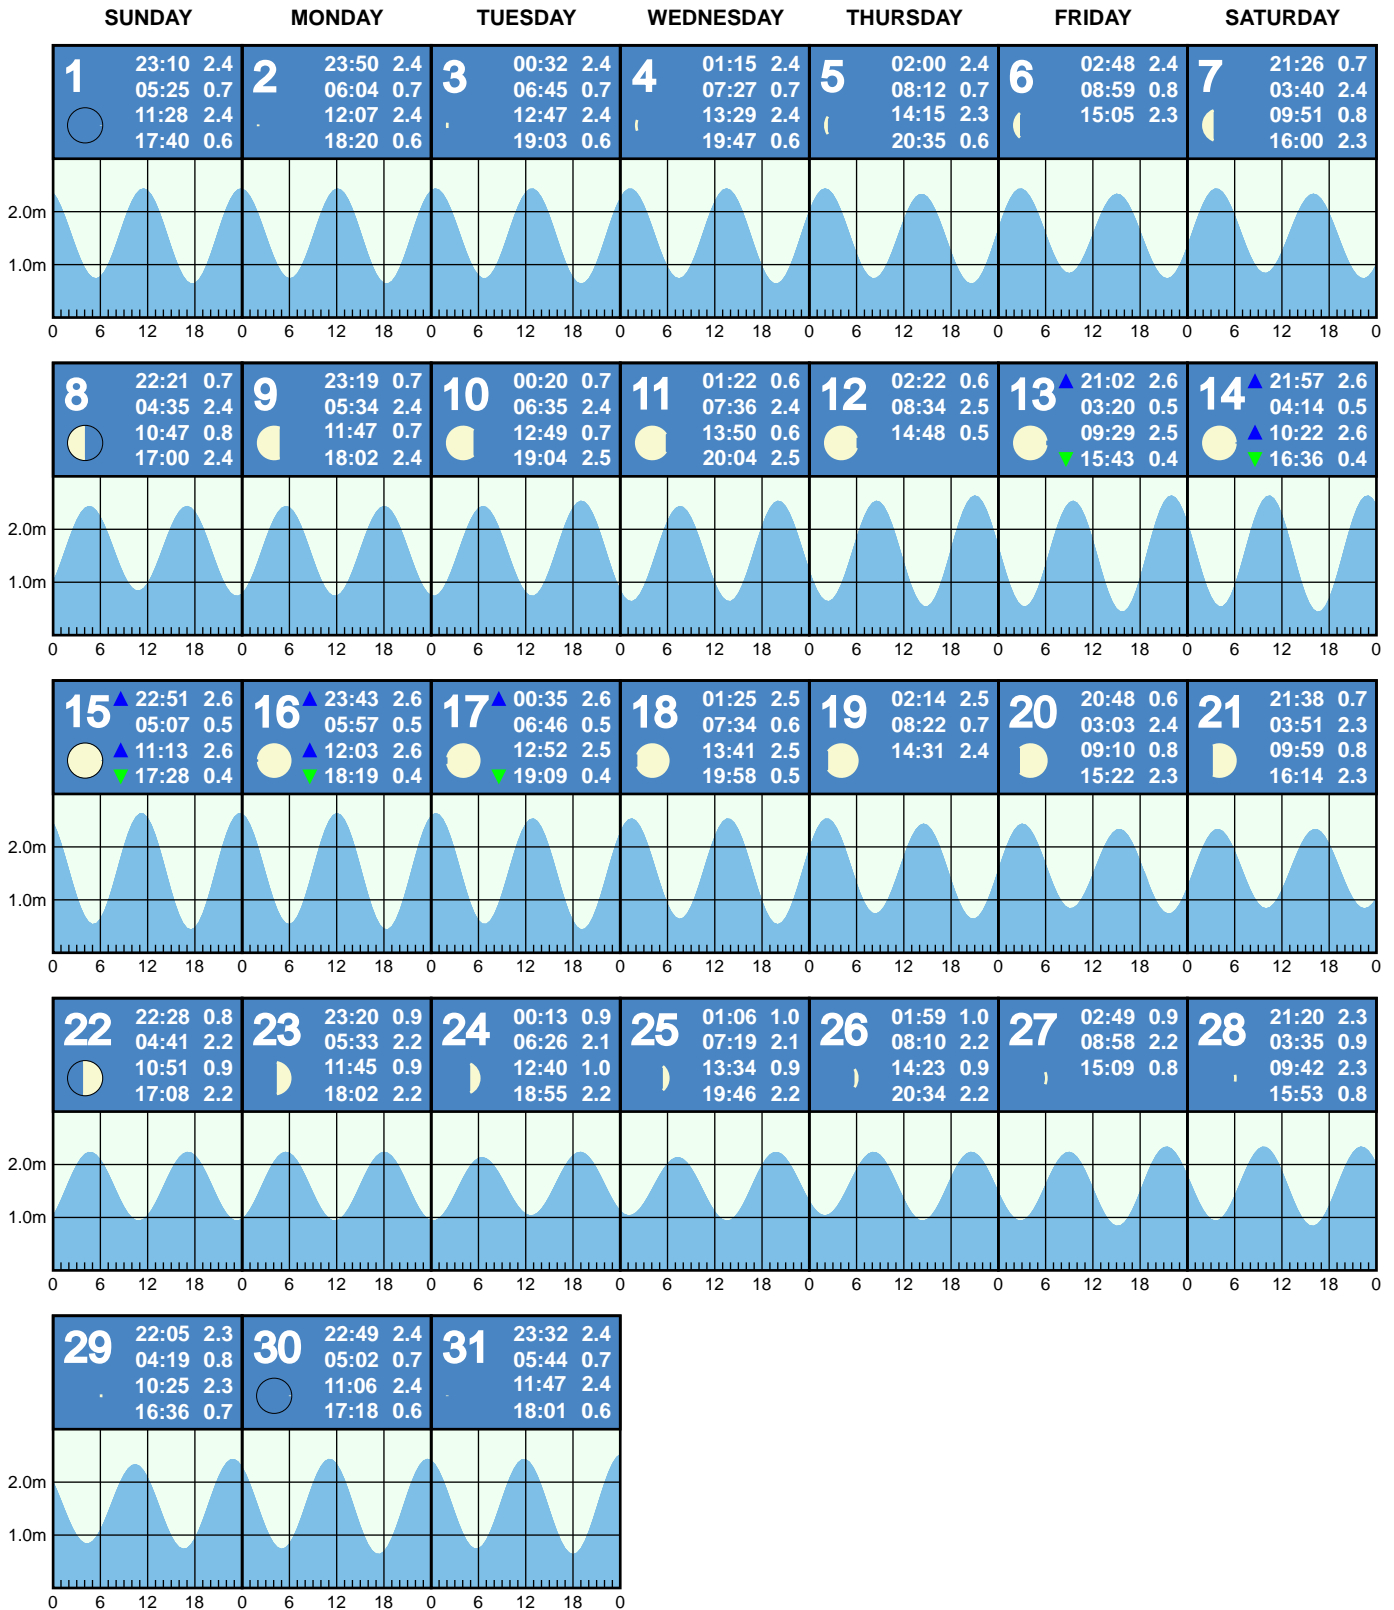 SUNDAY MONDAY TUESDAY WEDNESDAY THURSDAY FRIDAY SATURDAY
1 23:10 2.4
05:25 0.7
11:28 2.4
17:40 0.6
2 23:50 2.4
06:04 0.7
12:07 2.4
18:20 0.6
3 00:32 2.4
06:45 0.7
12:47 2.4
19:03 0.6
4 01:15 2.4
07:27 0.7
13:29 2.4
19:47 0.6
5 02:00 2.4
08:12 0.7
14:15 2.3
20:35 0.6
6 02:48 2.4
08:59 0.8
15:05 2.3
7 21:26 0.7
03:40 2.4
09:51 0.8
16:00 2.3
2.0m
1.0m
0 6 12 18 0 6 12 18 0 6 12 18 0 6 12 18 0 6 12 18 0 6 12 18 0 6 12 18 0
8 22:21 0.7
04:35 2.4
10:47 0.8
17:00 2.4
9 23:19 0.7
05:34 2.4
11:47 0.7
18:02 2.4
10 00:20 0.7
06:35 2.4
12:49 0.7
19:04 2.5
11 01:22 0.6
07:36 2.4
13:50 0.6
20:04 2.5
12 02:22 0.6
08:34 2.5
14:48 0.5
13 21:02 2.6
03:20 0.5
09:29 2.5
15:43 0.4
14 21:57 2.6
04:14 0.5
10:22 2.6
16:36 0.4
2.0m
1.0m
0 6 12 18 0 6 12 18 0 6 12 18 0 6 12 18 0 6 12 18 0 6 12 18 0 6 12 18 0
15 22:51 2.6
05:07 0.5
11:13 2.6
17:28 0.4
16 23:43 2.6
05:57 0.5
12:03 2.6
18:19 0.4
17 00:35 2.6
06:46 0.5
12:52 2.5
19:09 0.4
18 01:25 2.5
07:34 0.6
13:41 2.5
19:58 0.5
19 02:14 2.5
08:22 0.7
14:31 2.4
20 20:48 0.6
03:03 2.4
09:10 0.8
15:22 2.3
21 21:38 0.7
03:51 2.3
09:59 0.8
16:14 2.3
2.0m
1.0m
0 6 12 18 0 6 12 18 0 6 12 18 0 6 12 18 0 6 12 18 0 6 12 18 0 6 12 18 0
22 22:28 0.8
04:41 2.2
10:51 0.9
17:08 2.2
23 23:20 0.9
05:33 2.2
11:45 0.9
18:02 2.2
24 00:13 0.9
06:26 2.1
12:40 1.0
18:55 2.2
25 01:06 1.0
07:19 2.1
13:34 0.9
19:46 2.2
26 01:59 1.0
08:10 2.2
14:23 0.9
20:34 2.2
27 02:49 0.9
08:58 2.2
15:09 0.8
28 21:20 2.3
03:35 0.9
09:42 2.3
15:53 0.8
2.0m
1.0m
0 6 12 18 0 6 12 18 0 6 12 18 0 6 12 18 0 6 12 18 0 6 12 18 0 6 12 18 0
29 22:05 2.3
04:19 0.8
10:25 2.3
16:36 0.7
30 22:49 2.4
05:02 0.7
11:06 2.4
17:18 0.6
31 23:32 2.4
05:44 0.7
11:47 2.4
18:01 0.6
2.0m
1.0m
0 6 12 18 0 6 12 18 0 6 12 18 0